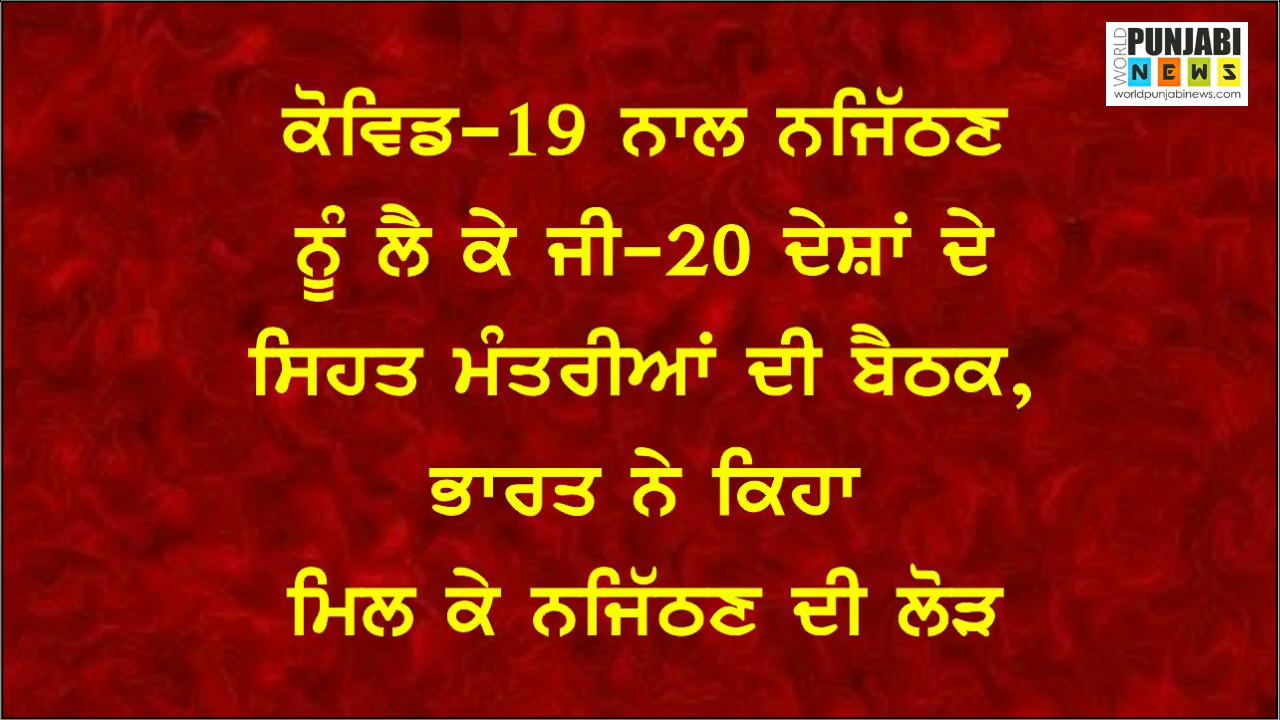 WORLD
PUNJABI
NEWS
worldpunjabinews.com
ਕੋਵਿਡ-19 ਨਾਲ ਨਜਿੱਠਣ
ਨੂੰ ਲੈ ਕੇ ਜੀ-20 ਦੇਸ਼ਾਂ ਦੇ
ਸਿਹਤ ਮੰਤਰੀਆਂ ਦੀ ਬੈਠਕ,
ਭਾਰਤ ਨੇ ਕਿਹਾ
ਮਿਲ ਕੇ ਨਜਿੱਠਣ ਦੀ ਲੋੜ